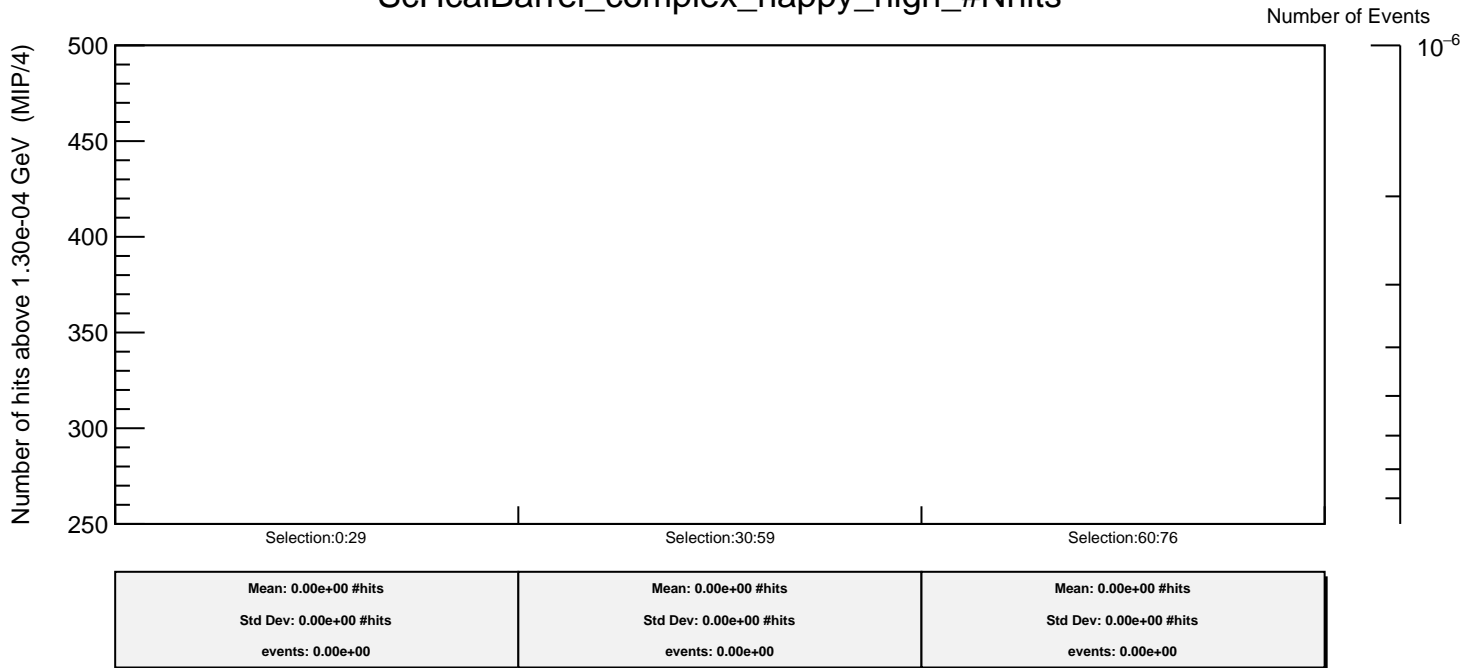 ScHcalBarrel_complex_happy_high_#Nhits
Number of Events
10⁻⁶
Number of hits above 1.30e-04 GeV (MIP/4)
500
450
400
350
300
250
Selection:0:29
Selection:30:59
Selection:60:76
Mean: 0.00e+00 #hits
Std Dev: 0.00e+00 #hits
events: 0.00e+00
Mean: 0.00e+00 #hits
Std Dev: 0.00e+00 #hits
events: 0.00e+00
Mean: 0.00e+00 #hits
Std Dev: 0.00e+00 #hits
events: 0.00e+00